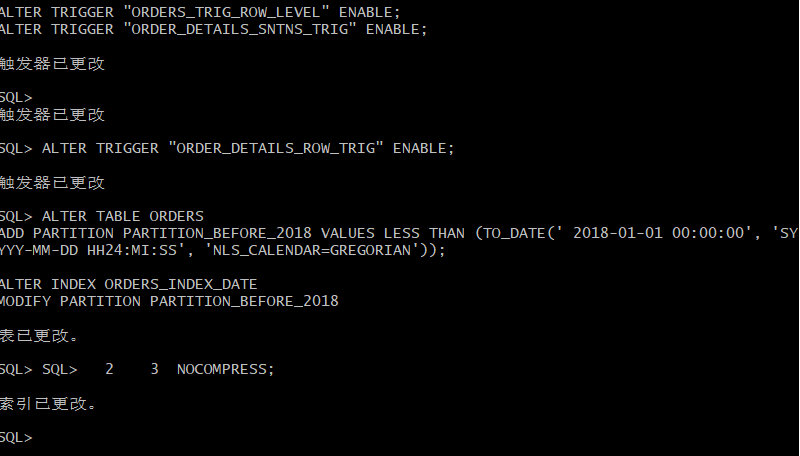 ALTER TRIGGER "ORDERS_TRIG_ROW_LEVEL" ENABLE;
ALTER TRIGGER "ORDER_DETAILS_SNTNS_TRIG" ENABLE;
触发器已更改
SQL>
触发器已更改
SQL> ALTER TRIGGER "ORDER_DETAILS_ROW_TRIG" ENABLE;
触发器已更改
SQL> ALTER TABLE ORDERS
ADD PARTITION PARTITION_BEFORE_2018 VALUES LESS THAN (TO_DATE(' 2018-01-01 00:00:00', 'SY
YYY-MM-DD HH24:MI:SS', 'NLS_CALENDAR=GREGORIAN'));
ALTER INDEX ORDERS_INDEX_DATE
MODIFY PARTITION PARTITION_BEFORE_2018
表已更改。
SQL> SQL>   2    3  NOCOMPRESS;
索引已更改。
SQL>